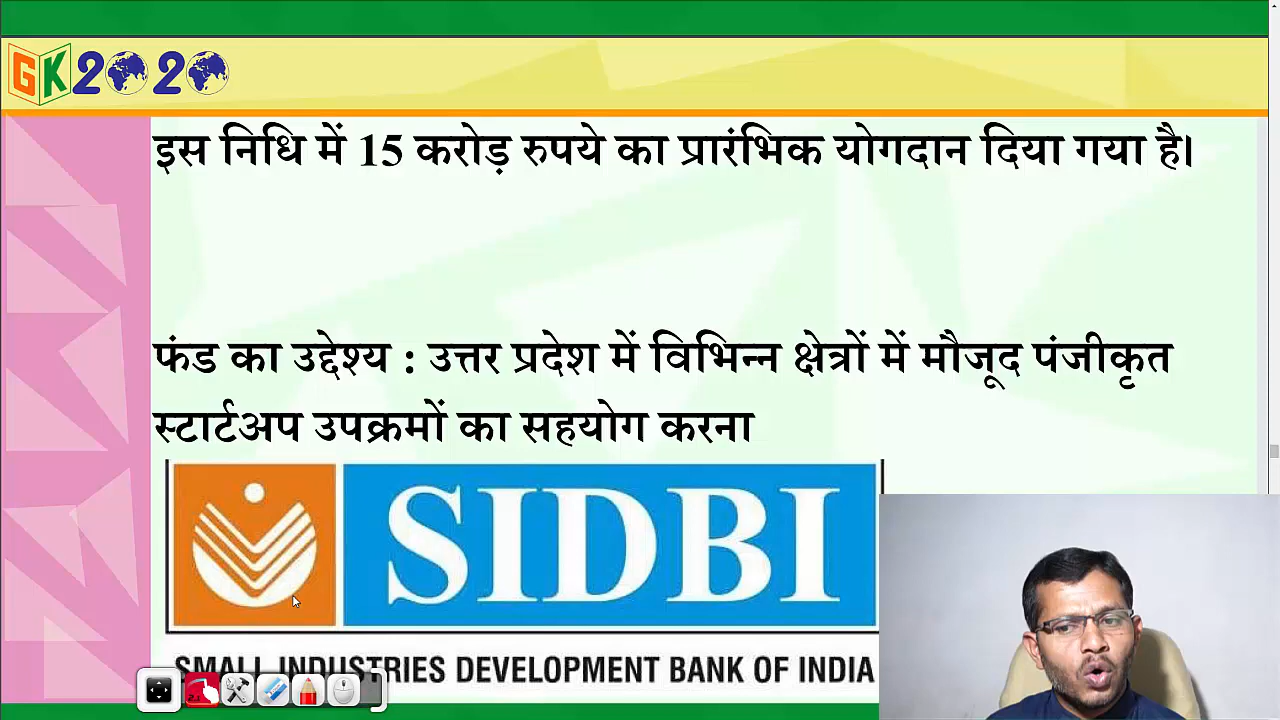 GK2020
इस निधि में 15 करोड़ रुपये का प्रारंभिक योगदान दिया गया है।
फंड का उद्देश्य : उत्तर प्रदेश में विभिन्न क्षेत्रों में मौजूद पंजीकृत
स्टार्टअप उपक्रमों का सहयोग करना
SIDBI
SMALL INDUSTRIES DEVELOPMENT BANK OF INDIA